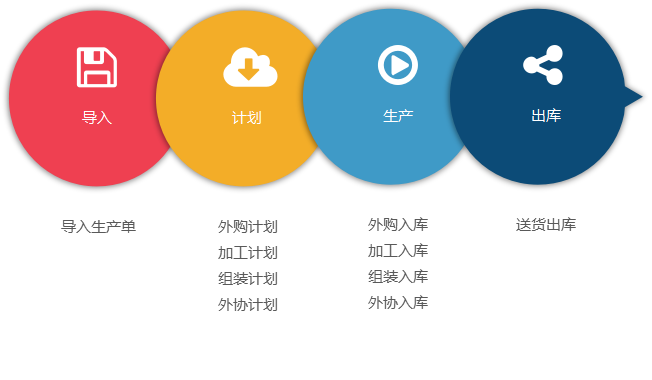 导入
计划
生产
出库
导入生产单
外购计划
加工计划
组装计划
外协计划
外购入库
加工入库
组装入库
外协入库
送货出库